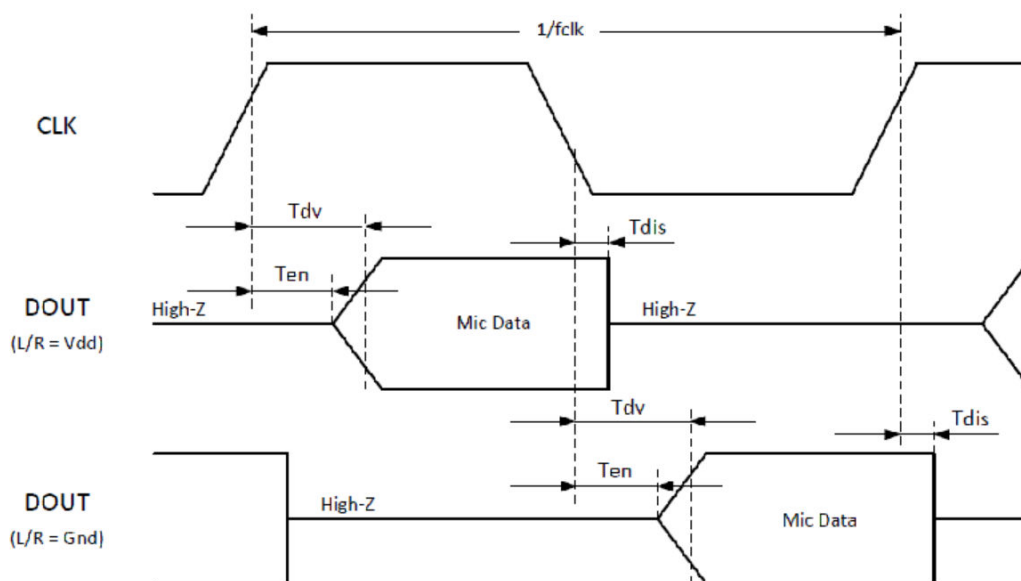 1/fclk
CLK
Tdv
Tdis
Ten
DOUT
(L/R = Vdd)
High-Z
Mic Data
High-Z
Tdv
Tdis
Ten
DOUT
(L/R = Gnd)
High-Z
Mic Data